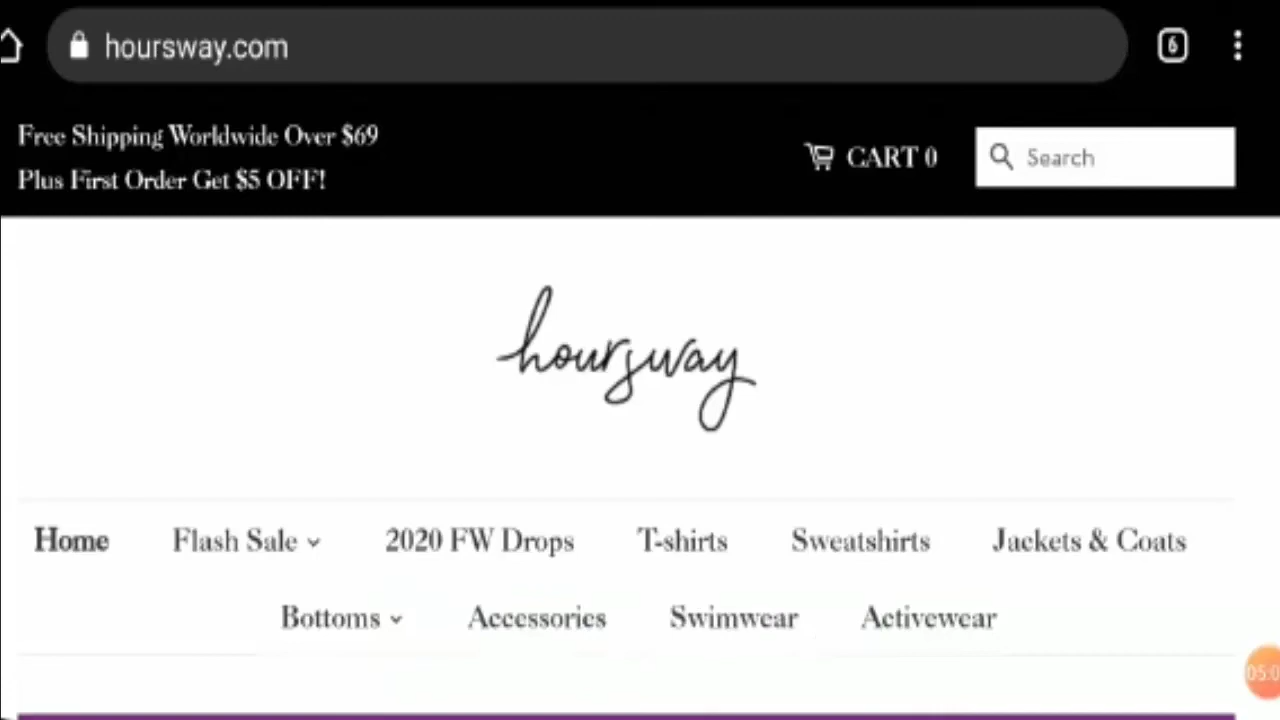 hoursway.com
6
Free Shipping Worldwide Over $69
Plus First Order Get $5 OFF!
CART 0
Search
hoursway
Home Flash Sale 2020 FW Drops T-shirts Sweatshirts Jackets & Coats
Bottoms Accessories Swimwear Activewear